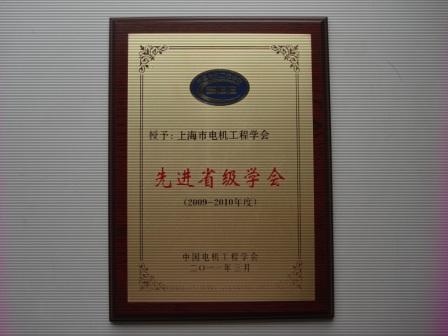 授予:上海市电机工程学会
先进省级学会
(2009-2010年度)
中国电机工程学会
二〇一一年三月